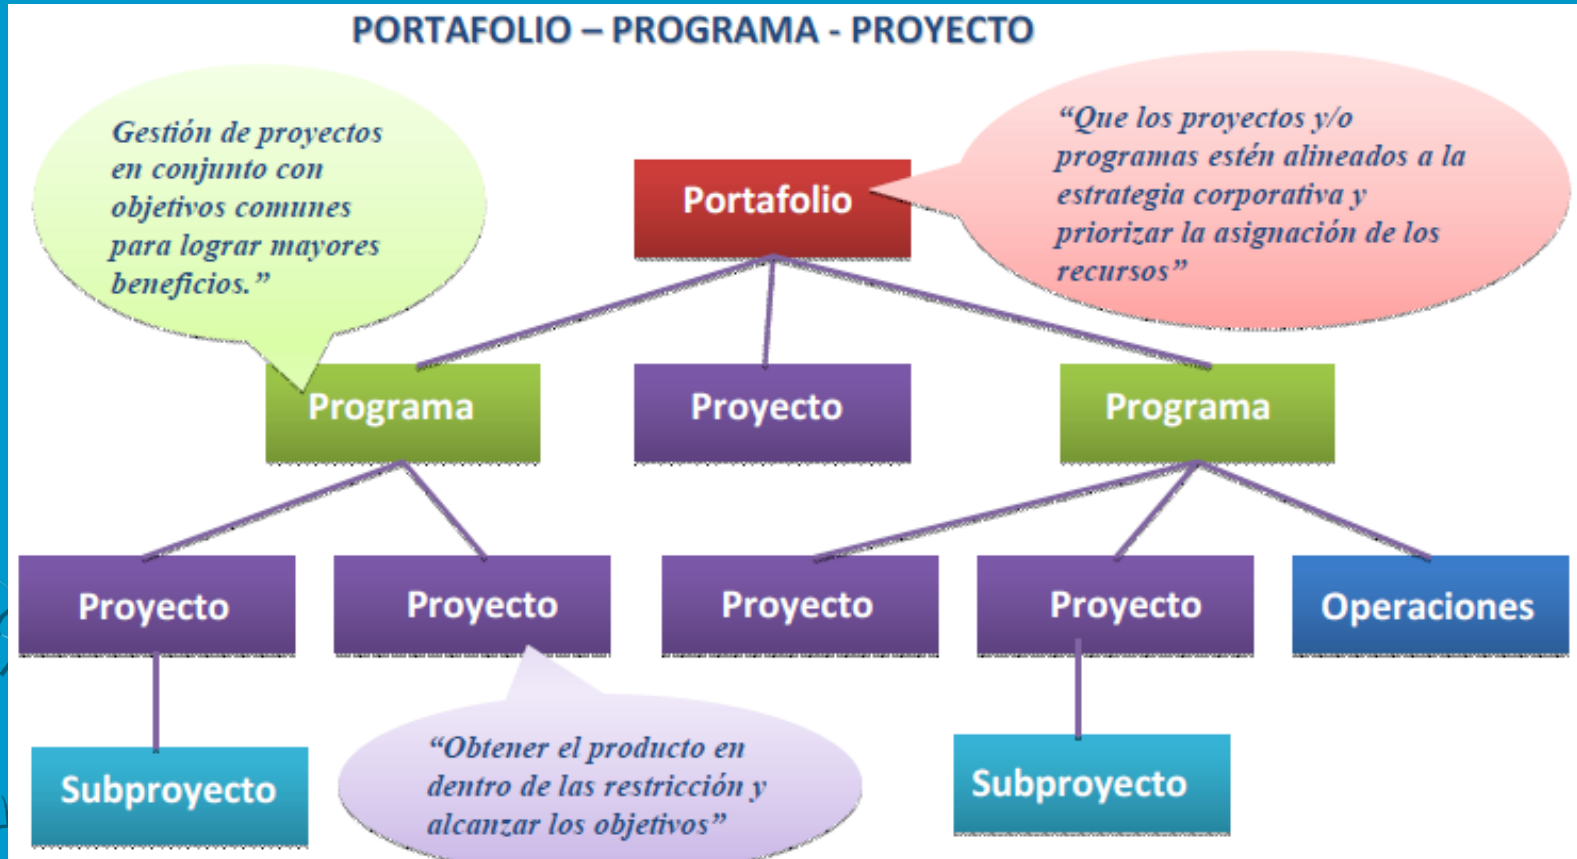 PORTAFOLIO – PROGRAMA - PROYECTO
Gestión de proyectos
en conjunto con
objetivos comunes
para lograr mayores
beneficios.”
“Que los proyectos y/o
programas estén alineados a la
estrategia corporativa y
priorizar la asignación de los
recursos”
Portafolio
Programa
Proyecto
Programa
Proyecto
Proyecto
Proyecto
Proyecto
Operaciones
Subproyecto
“Obtener el producto en
dentro de las restricción y
alcanzar los objetivos”
Subproyecto